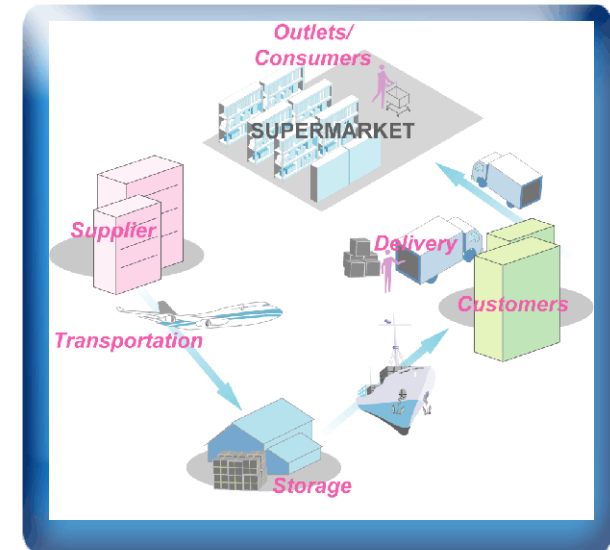 Outlets/
Consumers
SUPERMARKET
Supplier
Delivery
Customers
Transportation
Storage